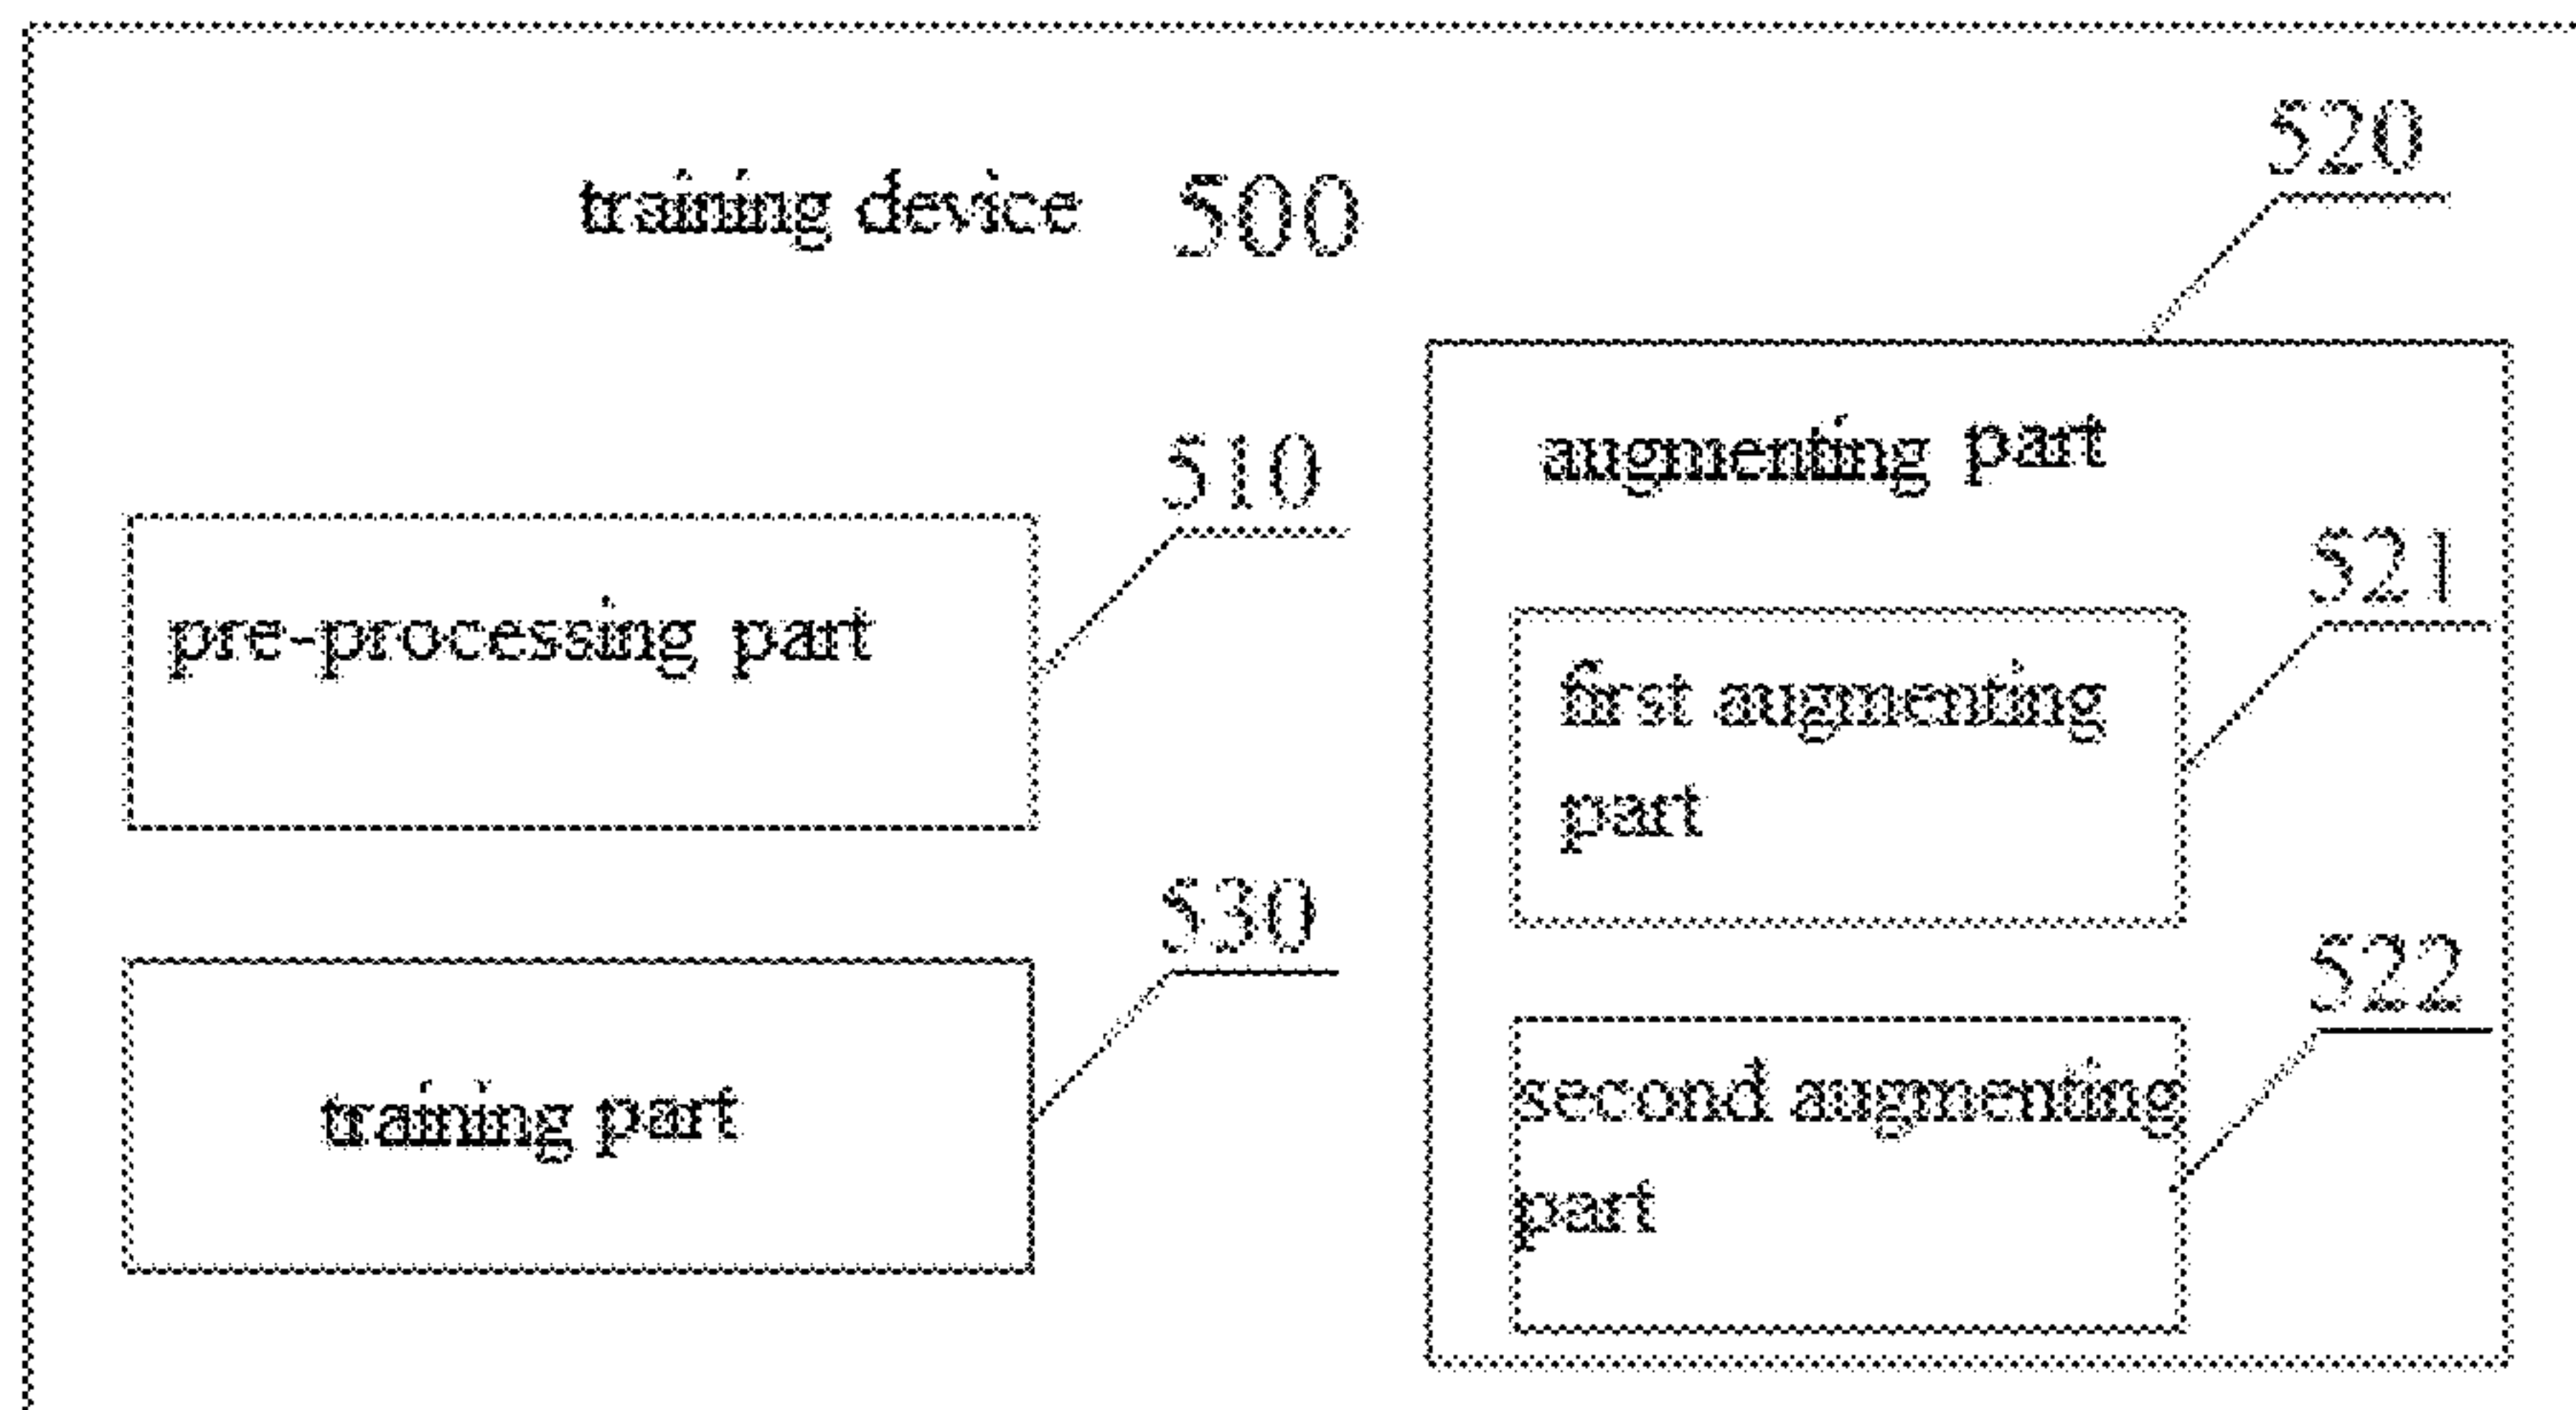 training device 500
520
510
pre-processing part
530
training part
augmenting part
521
first augmenting
part
522
second augmenting
part